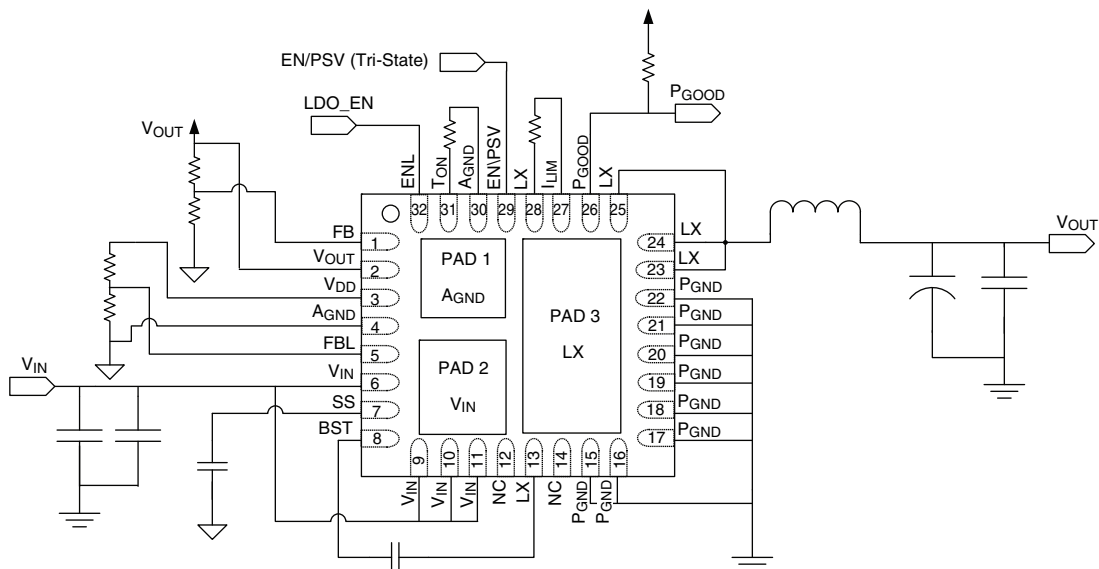 EN/PSV (Tri-State)
PGOOD
LDO_EN
VOUT
ENL
TON
AGND
EN\PSV
LX
ILIM
PGOOD
LX
32
31
30
29
28
27
26
25
FB
1
VOUT
2
VDD
3
AGND
4
FBL
5
VIN
VIN
6
SS
7
BST
8
PAD 1
AGND
PAD 2
VIN
PAD 3
LX
24
LX
23
LX
22
PGND
21
PGND
20
PGND
19
PGND
18
PGND
17
PGND
VOUT
9
10
11
12
13
14
15
16
VIN
VIN
VIN
NC
LX
NC
PGND
PGND